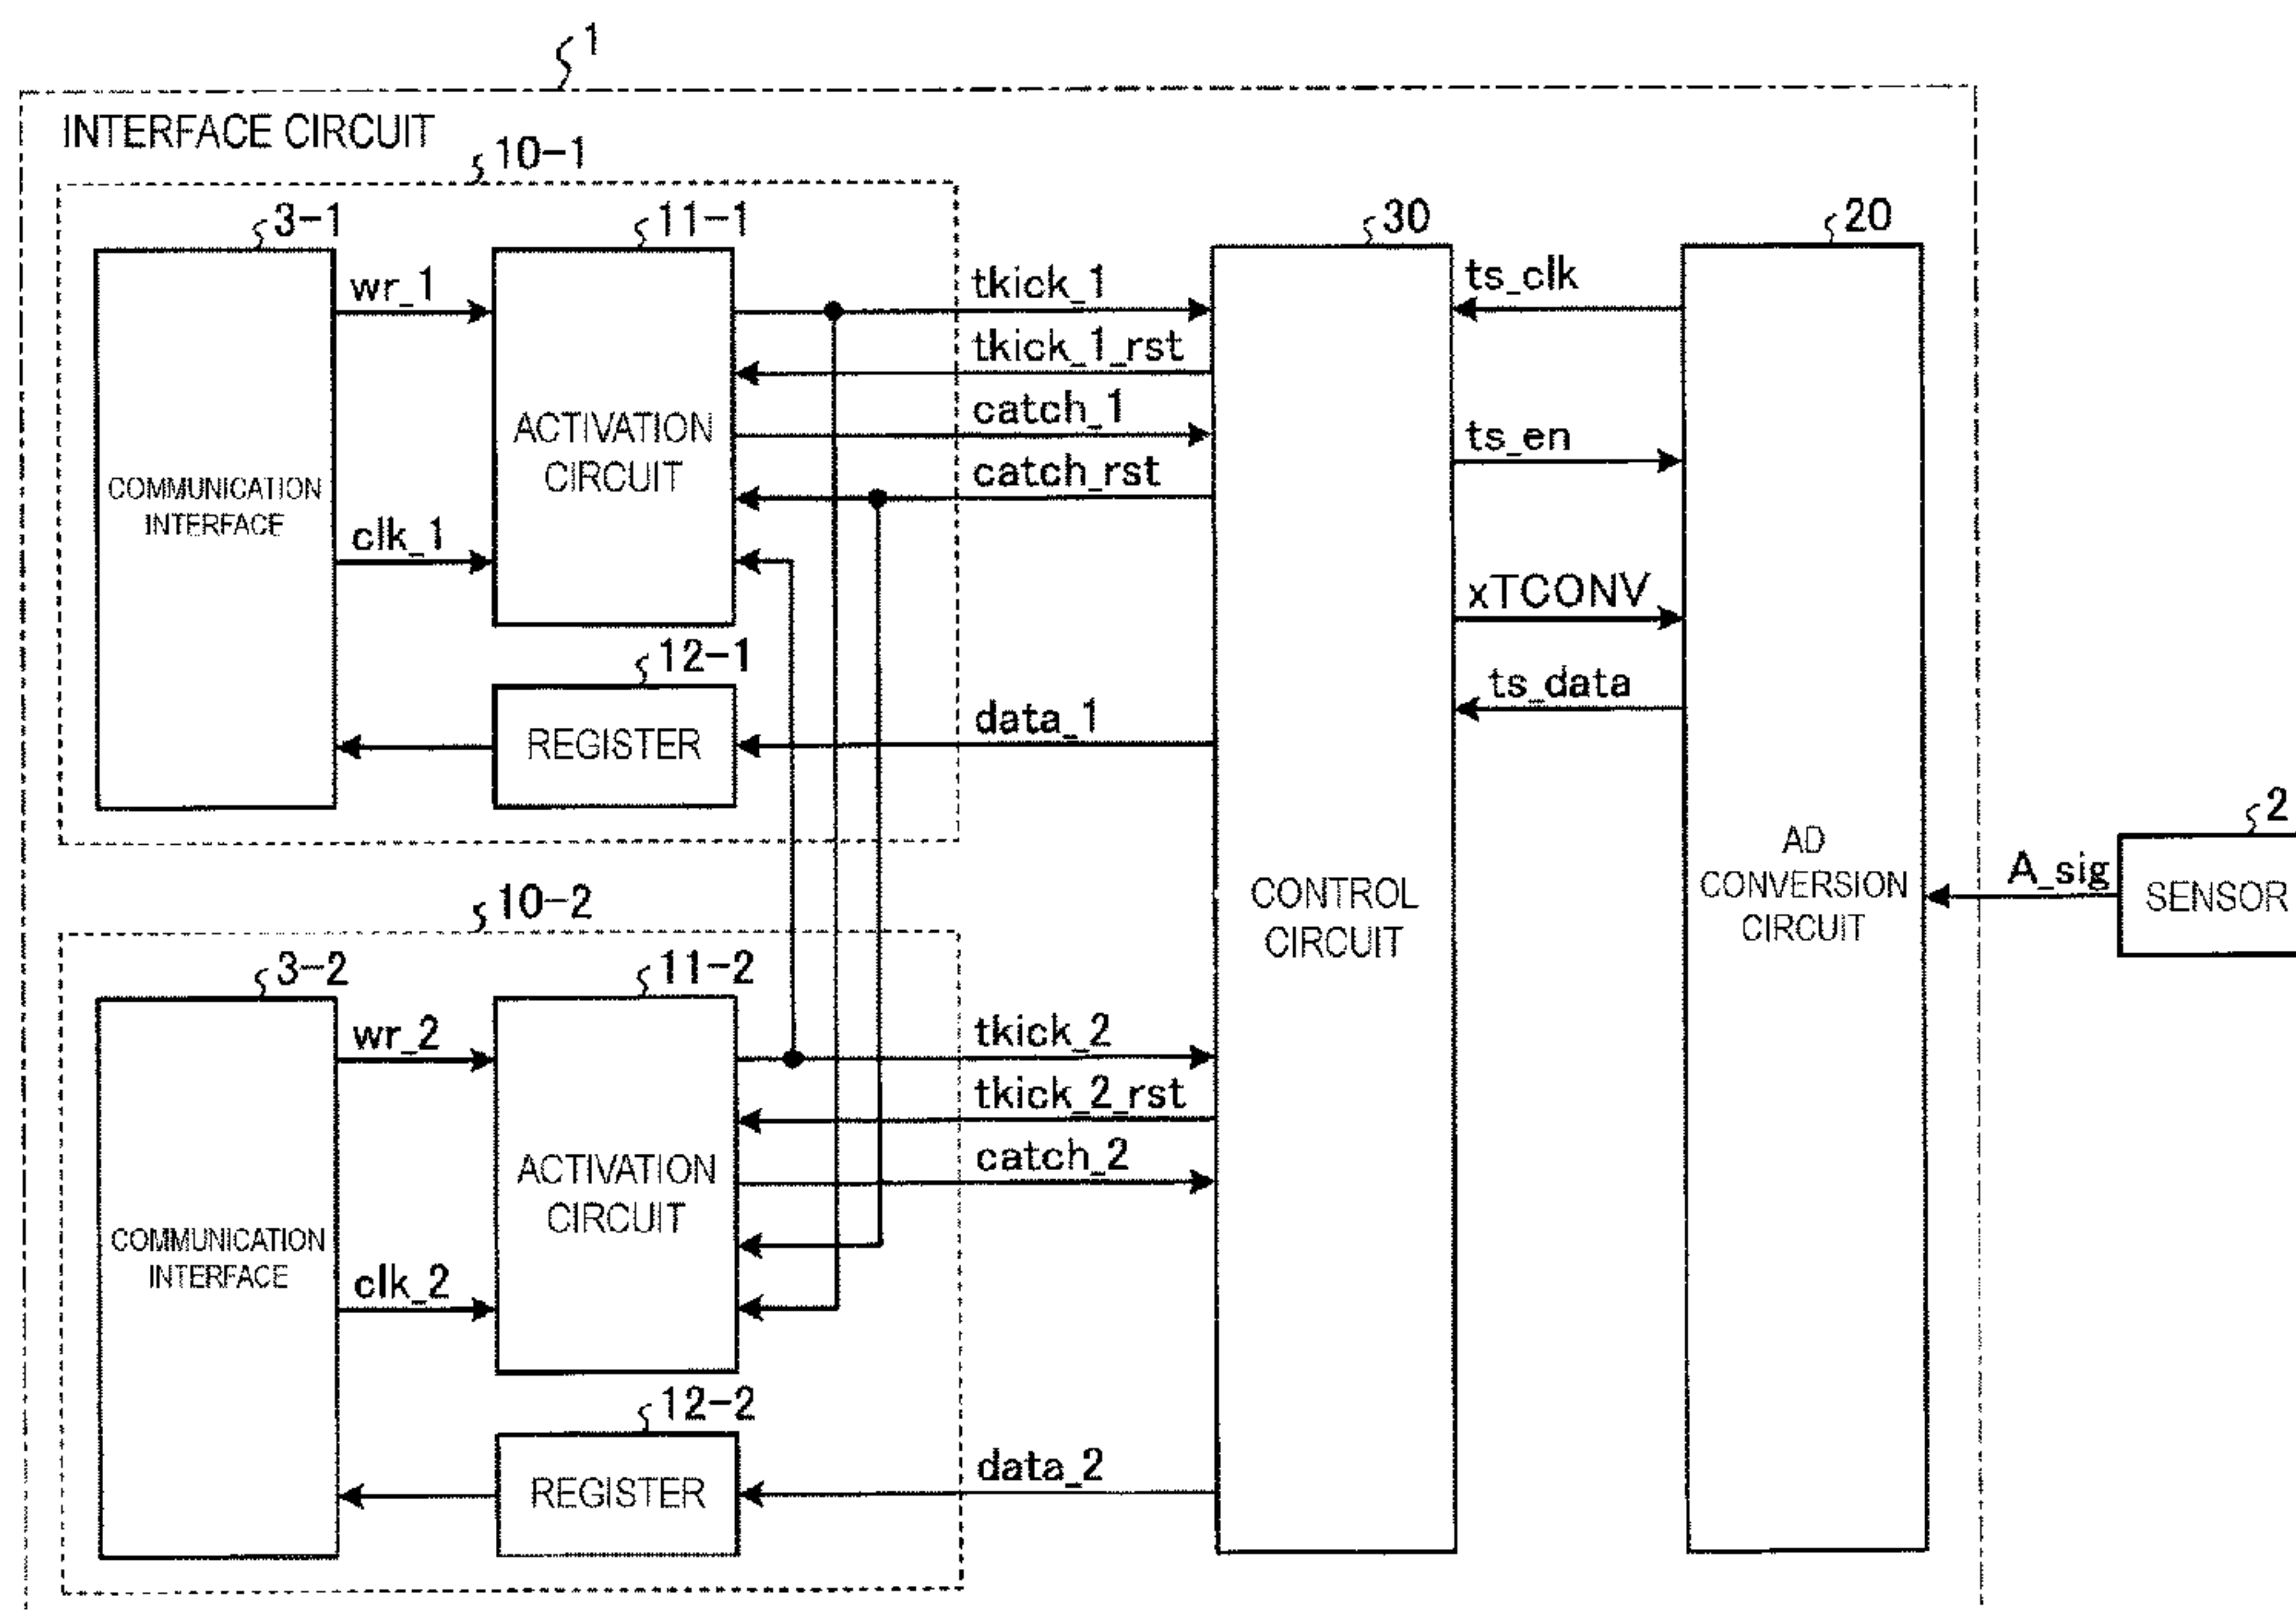 1
INTERFACE CIRCUIT
10-1
3-1
11-1
30
20
wr_1
tkick_1
ts_clk
tkick_1_rst
catch_1
ts_en
ACTIVATION
CIRCUIT
catch_rst
COMMUNICATION
INTERFACE
clk_1
xTCONV
12-1
ts_data
REGISTER
data_1
2
AD
CONVERSION
CIRCUIT
A_sig
SENSOR
CONTROL
CIRCUIT
10-2
3-2
11-2
wr_2
tkick_2
tkick_2_rst
catch_2
ACTIVATION
CIRCUIT
COMMUNICATION
INTERFACE
clk_2
12-2
REGISTER
data_2